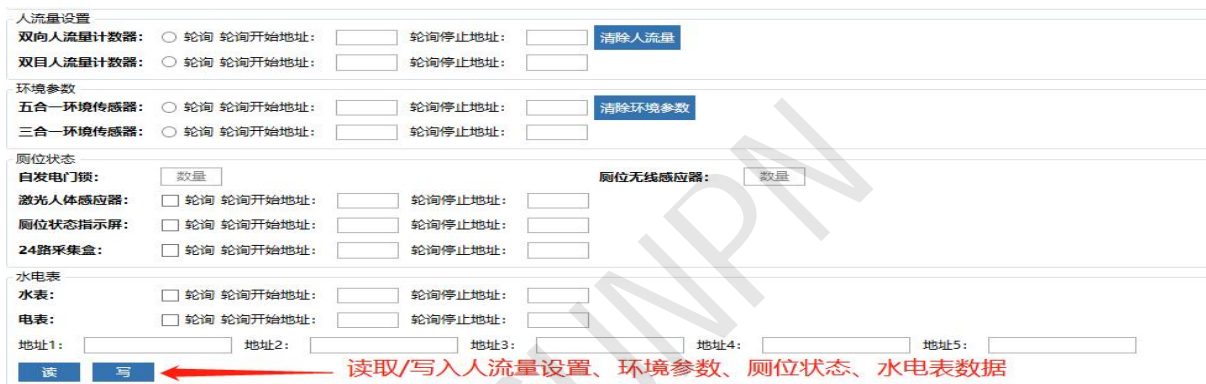 人流量设置
双向人流量计数器： 轮询 轮询开始地址： 轮询停止地址： 清除人流量
双目人流量计数器： 轮询 轮询开始地址： 轮询停止地址：
环境参数
五合一环境传感器： 轮询 轮询开始地址： 轮询停止地址： 清除环境参数
三合一环境传感器： 轮询 轮询开始地址： 轮询停止地址：
厕位状态
自发电门锁： 数量 厕位无线感应器： 数量
激光人体感应器： 轮询 轮询开始地址： 轮询停止地址：
厕位状态指示屏： 轮询 轮询开始地址： 轮询停止地址：
24路采集盒： 轮询 轮询开始地址： 轮询停止地址：
水电表
水表： 轮询 轮询开始地址： 轮询停止地址：
电表： 轮询 轮询开始地址： 轮询停止地址：
地址1： 地址2： 地址3： 地址4： 地址5：
读 写 读取/写入人流量设置、环境参数、厕位状态、水电表数据